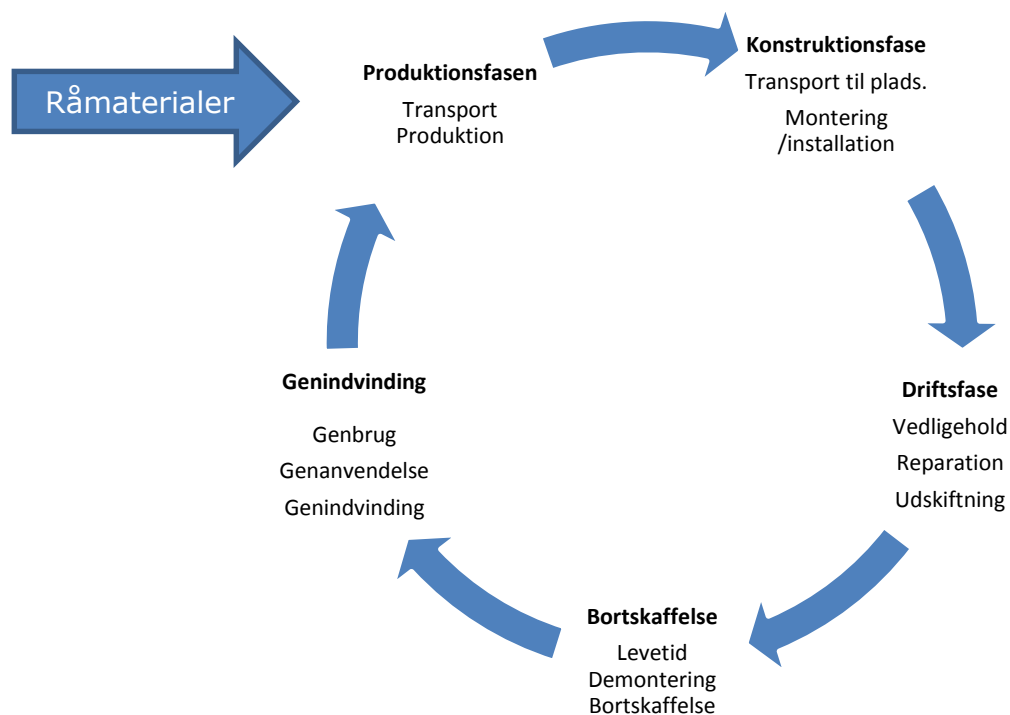 Råmaterialer
Produktionsfasen
Transport
Produktion
Konstruktionsfase
Transport til plads.
Montering
/installation
Driftsfase
Vedligehold
Reparation
Udskiftning
Bortskaffelse
Levetid
Demontering
Bortskaffelse
Genindvinding
Genbrug
Genanvendelse
Genindvinding